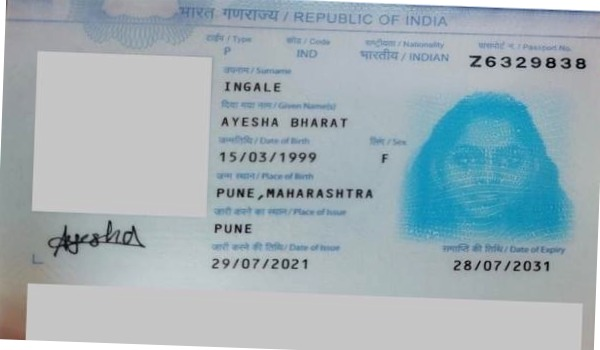 भारत गणराज्य / REPUBLIC OF INDIA
टाईप / Type कोड / Code राष्ट्रीयता / Nationality पासपोर्ट न. / Passport No.
P IND भारतीय / INDIAN Z6329838
उपनाम / Surname
INGALE
दिया गया नाम / Given Name(s)
AYESHA BHARAT
जन्मतिथि / Date of Birth लिंग / Sex
15/03/1999 F
जन्म स्थान / Place of Birth
PUNE,MAHARASHTRA
जारी करने का स्थान / Place of Issue
PUNE
जारी करने की तिथि / Date of Issue समाप्ति की तिथि / Date of Expiry
29/07/2021 28/07/2031
Ayesha